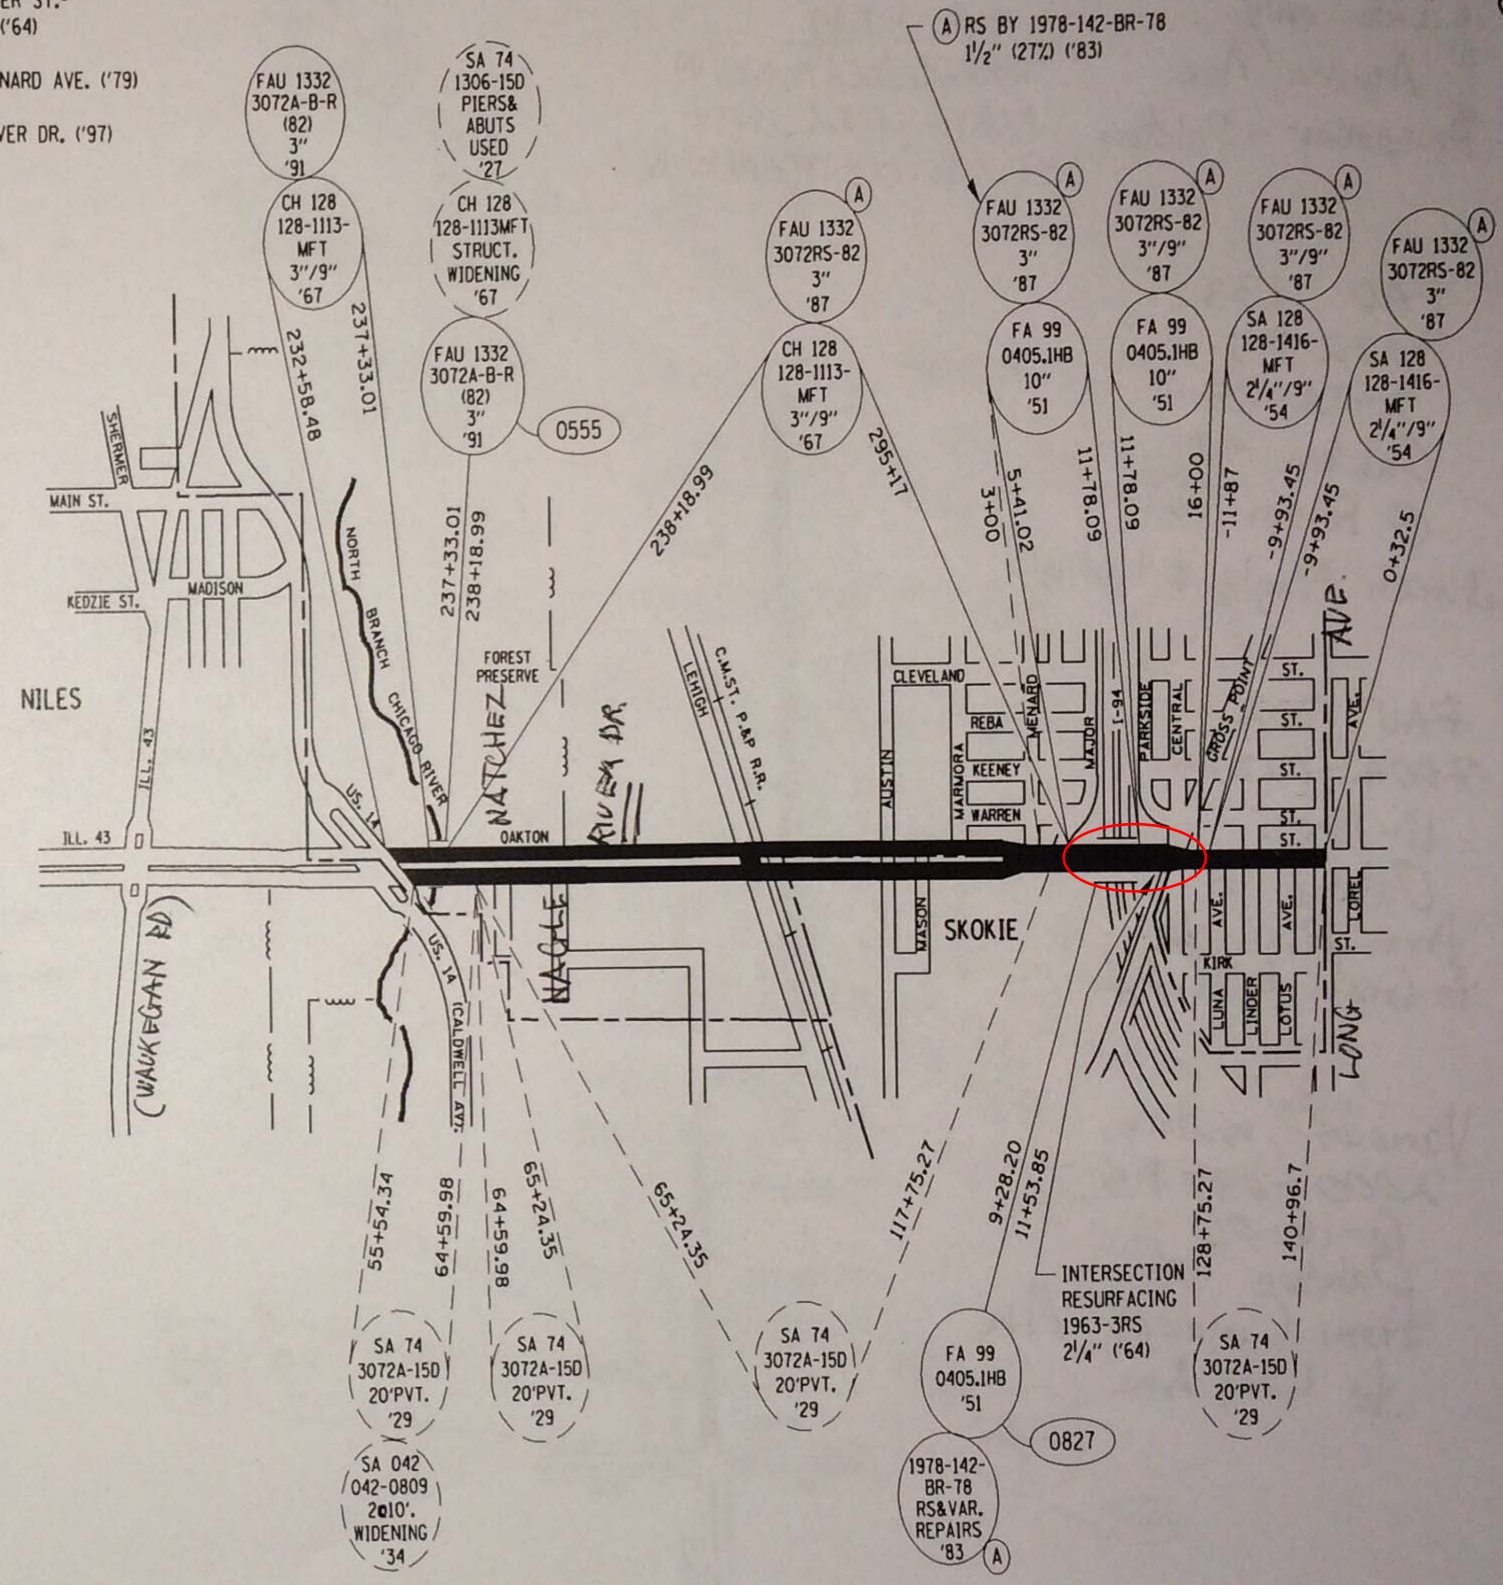 ER ST.
('64)
NARD AVE. ('79)
VER DR. ('97)
A RS BY 1978-142-BR-78
1½" (27%) ('83)
FAU 1332
3072A-B-R
(82)
3"
'91
CH 128
128-1113-
MFT
3"/9"
'67
SA 74
1306-15D
PIERS&
ABUTS
USED
'27
CH 128
128-1113MFT
STRUCT.
WIDENING
'67
FAU 1332
3072A-B-R
(82)
3"
'91
0555
A
FAU 1332
3072RS-82
3"
'87
CH 128
128-1113-
MFT
3"/9"
'67
A
FAU 1332
3072RS-82
3"
'87
FA 99
0405.1HB
10"
'51
A
FAU 1332
3072RS-82
3"/9"
'87
FA 99
0405.1HB
10"
'51
A
FAU 1332
3072RS-82
3"/9"
'87
SA 128
128-1416-
MFT
2¼"/9"
'54
A
FAU 1332
3072RS-82
3"
'87
SA 128
128-1416-
MFT
2¼"/9"
'54
232+58.48
237+33.01
237+33.01
238+18.99
238+18.99
295+17
3+00
5+41.02
11+78.09
11+78.09
16+00
-11+87
-9+93.45
-9+93.45
0+32.5
SHERMER
MAIN ST.
KEDZIE ST.
MADISON
NORTH
BRANCH
CHICAGO
RIVER
FOREST
PRESERVE
NILES
ILL. 43
ILL. 43
US. 14
NATCHEZ
RIVER DR.
OAKTON
LEHIGH
C.M.ST. P.&P R.R.
CLEVELAND
REBA
KEENEY
WARREN
AUSTIN
MARMORA
MENARD
MAJOR
I-94
PARKSIDE
CENTRAL
GROSS POINT
ST.
ST.
ST.
ST.
ST.
AVE.
AVE.
(WAUKEGAN RD)
US. 14
(CALDWELL AVE.
NAGLE
MASON
SKOKIE
KIRK
ST.
AVE.
AVE.
LOREL
LUNA
LINDER
LOTUS
LONG
55+54.34
64+59.98
64+59.98
65+24.35
65+24.35
117+75.27
9+28.20
11+53.85
128+75.27
140+96.7
INTERSECTION
RESURFACING
1963-3RS
2¼" ('64)
SA 74
3072A-15D
20'PVT.
'29
SA 042
042-0809
2@10'.
WIDENING
'34
SA 74
3072A-15D
20'PVT.
'29
SA 74
3072A-15D
20'PVT.
'29
FA 99
0405.1HB
'51
0827
1978-142-
BR-78
RS&VAR.
REPAIRS
'83
A
SA 74
3072A-15D
20'PVT.
'29